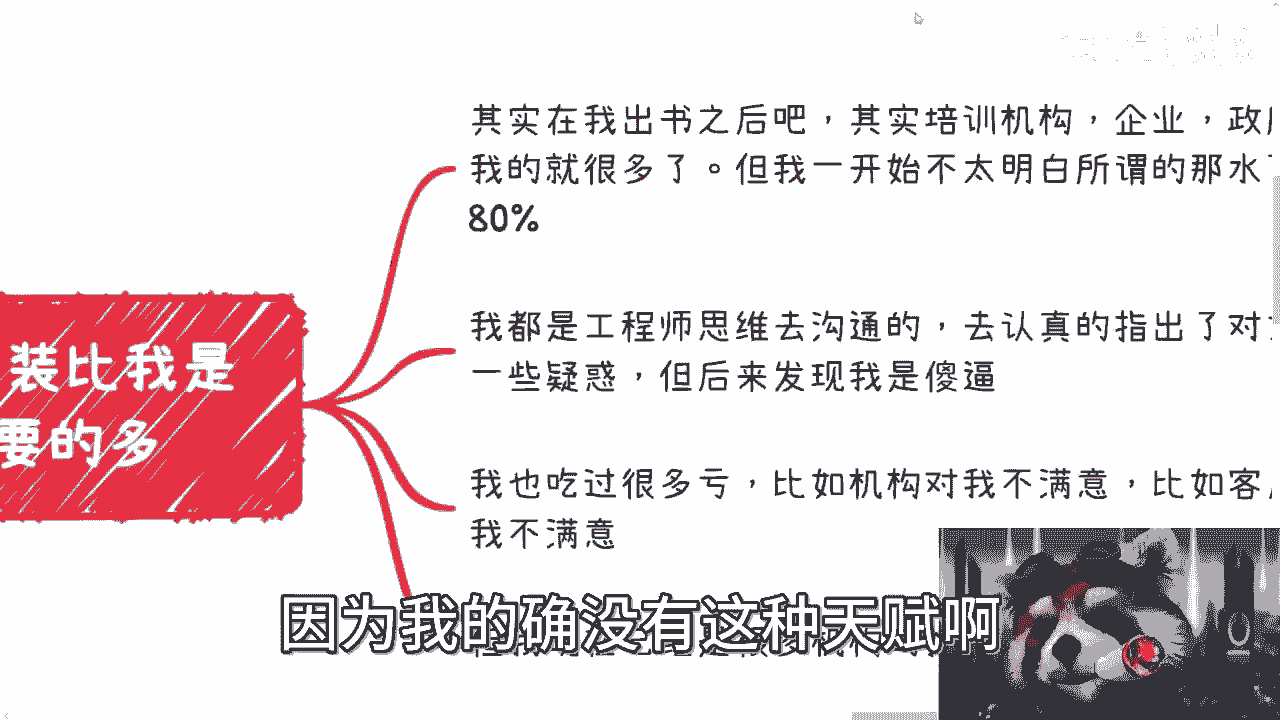 其实在我出书之后吧，其实培训机构，企业，政
我的就很多了。但我一开始不太明白所谓的那水
80%
我都是工程师思维去沟通的，去认真的指出了对
一些疑惑，但后来发现我是傻逼
装比我是
要的多
我也吃过很多亏，比如机构对我不满意，比如客
我不满意
因为我的确没有这种天赋啊